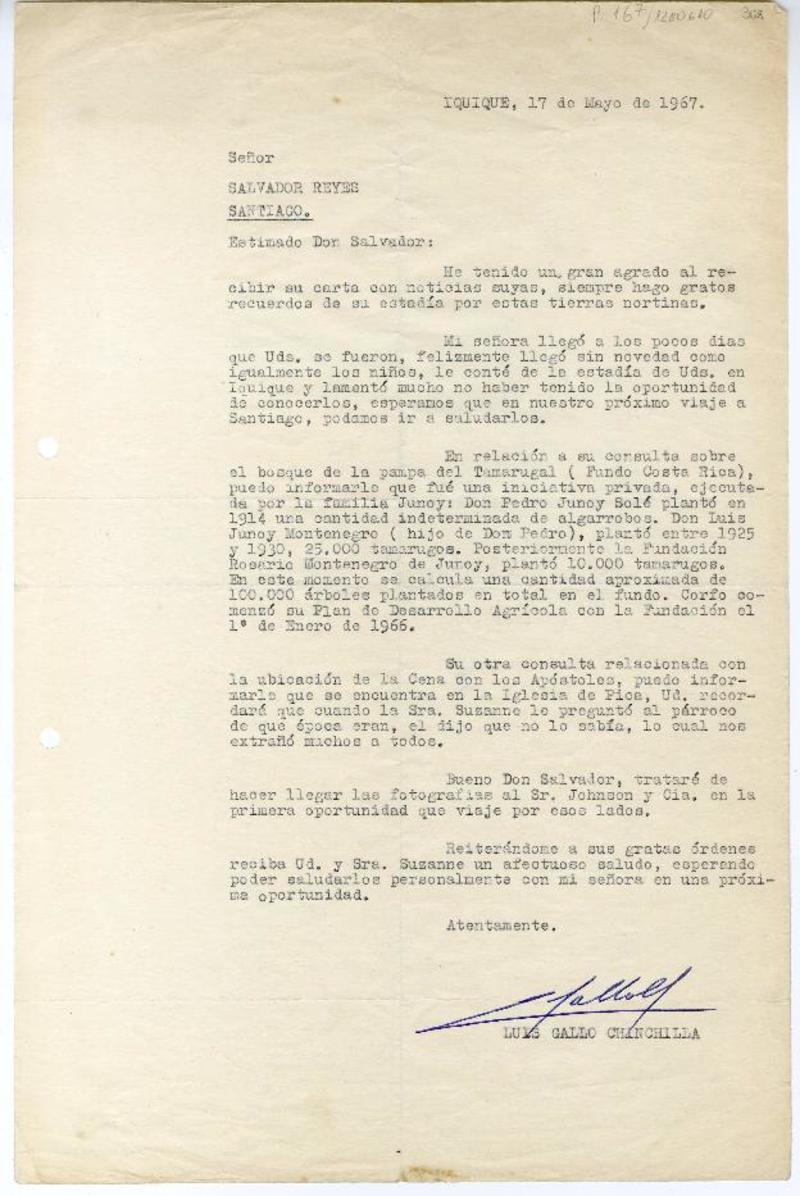 P. 167/
308
IQUIQUE, 17 de Mayo de 1967.
Señor
SALVADOR REYES
SANTIAGO.
Estimado Don Salvador:
He tenido un gran agrado al re-
cibir su carta con noticias suyas, siempre hago gratos
recuerdos de su estadía por estas tierras nortinas.
Mi señora llegó a los pocos dias
que Uds. se fueron, felizmente llegó sin novedad como
igualmente los niños, le conté de la estadía de Uds. en
Iquique y lamentó mucho no haber tenido la oportunidad
de conocerlos, esperamos que en nuestro próximo viaje a
Santiago, podamos ir a saludarlos.
En relación a su consulta sobre
el bosque de la pampa del Tamarugal ( Fundo Costa Rica),
puedo informarle que fué una iniciativa privada, ejecuta-
da por la familia Junoy: Don Pedro Junoy Solé plantó en
1914 una cantidad indeterminada de algarrobos. Don Luis
Junoy Montenegro ( hijo de Don Pedro), plantó entre 1925
y 1930, 25.000 tamarugos. Posteriormente la Fundación
Rosario Montenegro de Junoy, plantó 10.000 tamarugos.
En este momento se calcula una cantidad aproximada de
100.000 árboles plantados en total en el fundo. Corfo co-
menzó su Plan de Desarrollo Agrícola con la Fundación el
1° de Enero de 1966.
Su otra consulta relacionada con
la ubicación de la Cena con los Apóstoles, puedo infor-
marle que se encuentra en la Iglesia de Pica, Ud. recor-
dará que cuando la Sra. Suzanne le preguntó al párroco
de qué época eran, el dijo que no lo sabía, lo cual nos
extrañó muchos a todos.
Bueno Don Salvador, trataré de
hacer llegar las fotografias al Sr. Johnson y Cia. en la
primera oportunidad que viaje por esos lados.
Reiterándome a sus gratas órdenes
reciba Ud. y Sra. Suzanne un afectuoso saludo, esperando
poder saludarlos personalmente con mi señora en una próxi-
ma oportunidad.
Atentamente.
LUIS GALLO CHINCHILLA